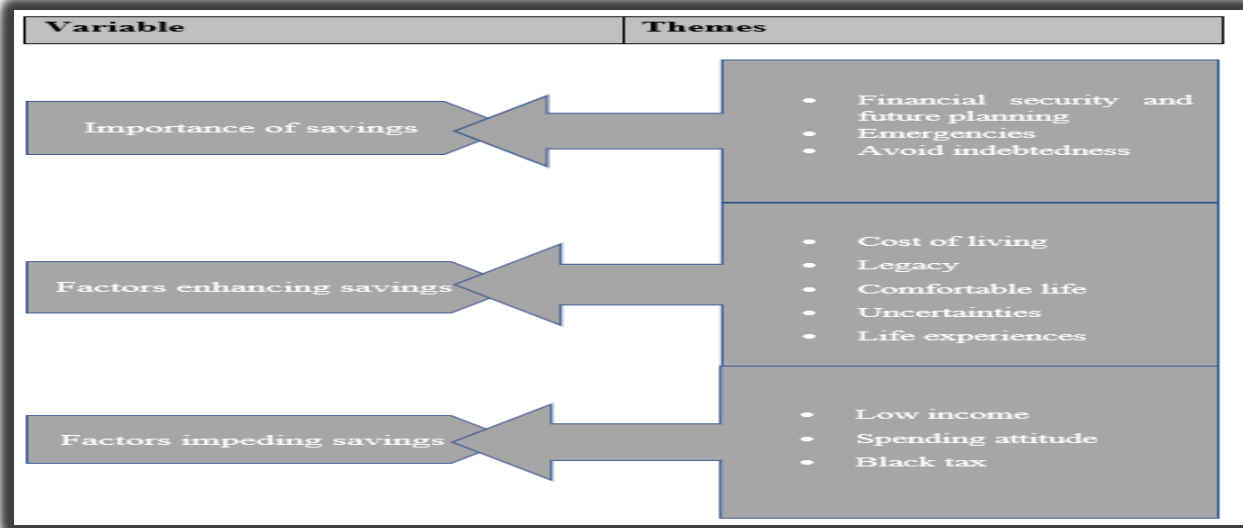 Variable Themes
Importance of savings
• Financial security and
future planning
• Emergencies
• Avoid indebtedness
Factors enhancing savings
• Cost of living
• Legacy
• Comfortable life
• Uncertainties
• Life experiences
Factors impeding savings
• Low income
• Spending attitude
• Black tax